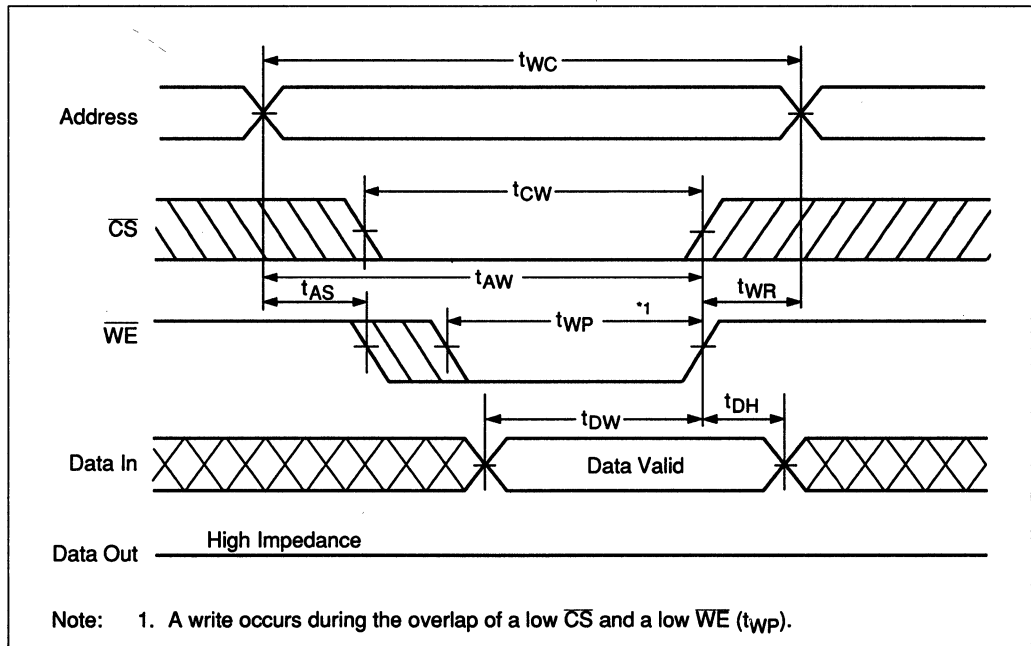 tWC
Address
tCW
CS
tAW
tAS
tWR
tWP *1
WE
tDW
tDH
Data In
Data Valid
High Impedance
Data Out
Note: 1. A write occurs during the overlap of a low CS and a low WE (tWP).